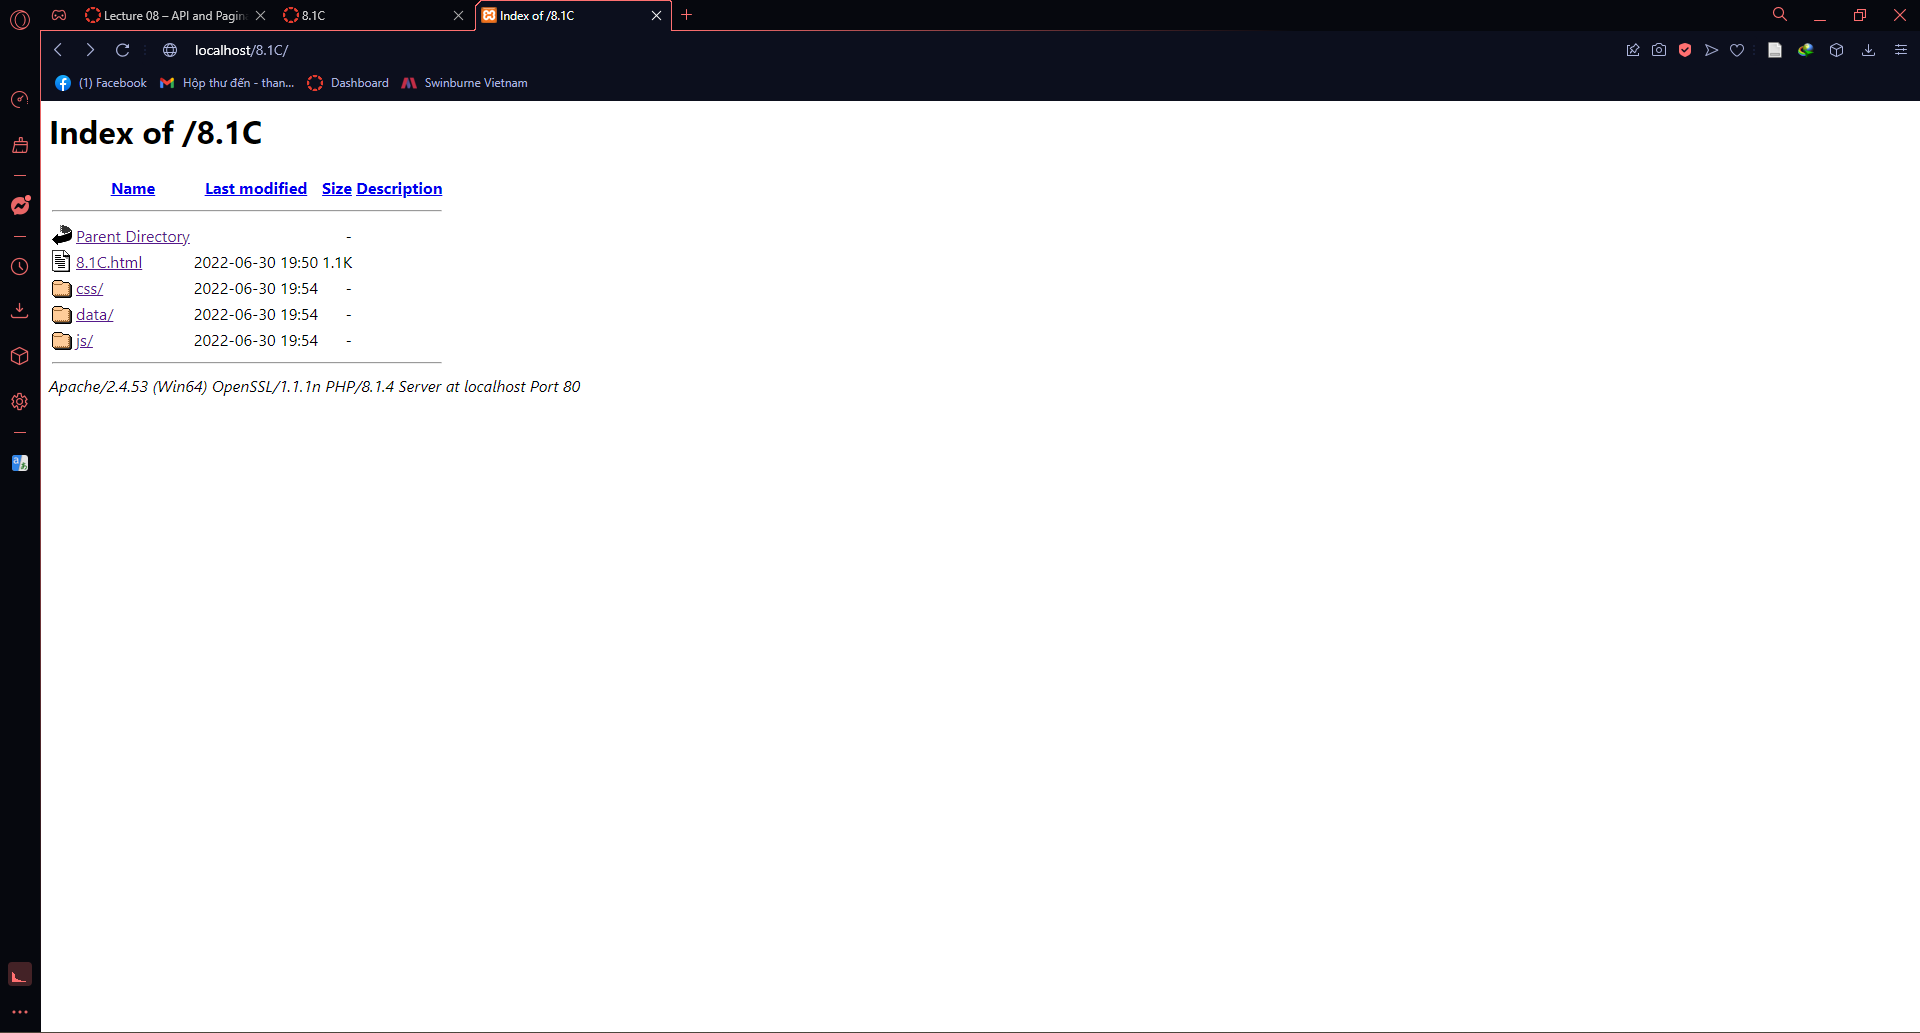 Lecture 08 – API and Pagin
8.1C
Index of /8.1C
localhost/8.1C/
(1) Facebook
Hộp thư đến - than...
Dashboard
Swinburne Vietnam
Index of /8.1C
Name Last modified Size Description
Parent Directory -
8.1C.html 2022-06-30 19:50 1.1K
css/ 2022-06-30 19:54 -
data/ 2022-06-30 19:54 -
js/ 2022-06-30 19:54 -
Apache/2.4.53 (Win64) OpenSSL/1.1.1n PHP/8.1.4 Server at localhost Port 80